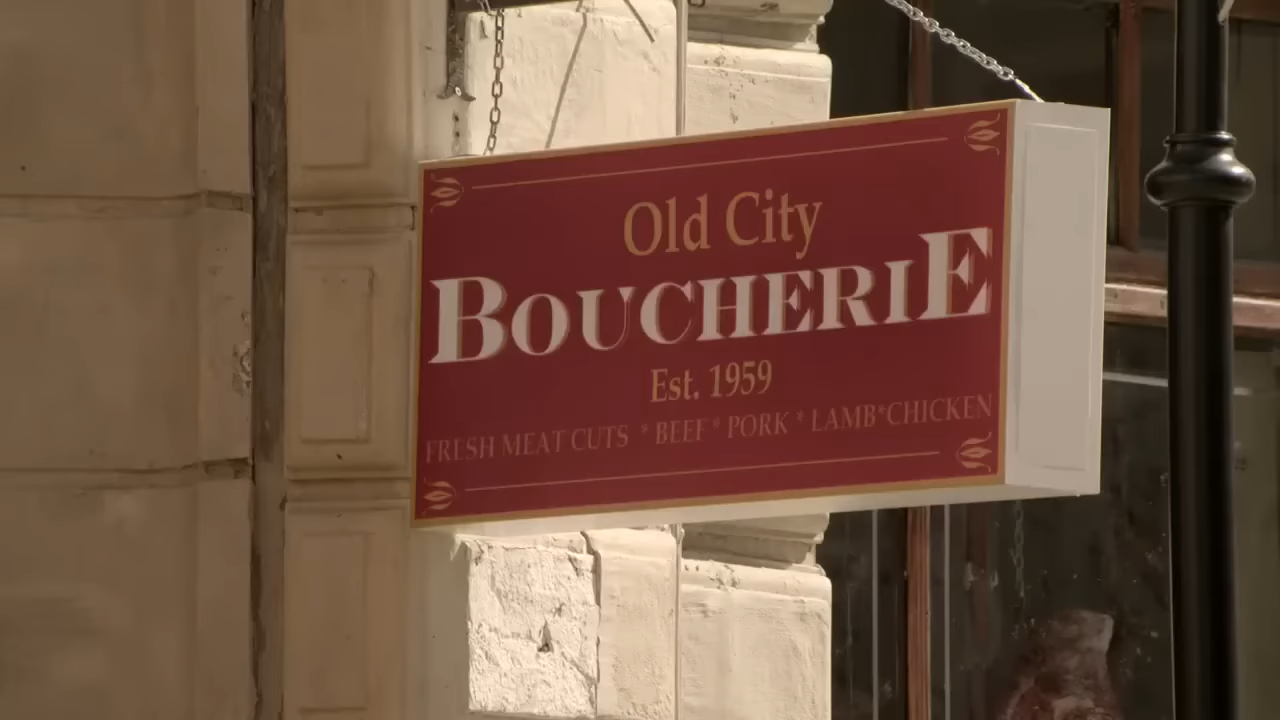 Old City
BOUCHERIE
Est. 1959
FRESH MEAT CUTS * BEEF * PORK * LAMB*CHICKEN